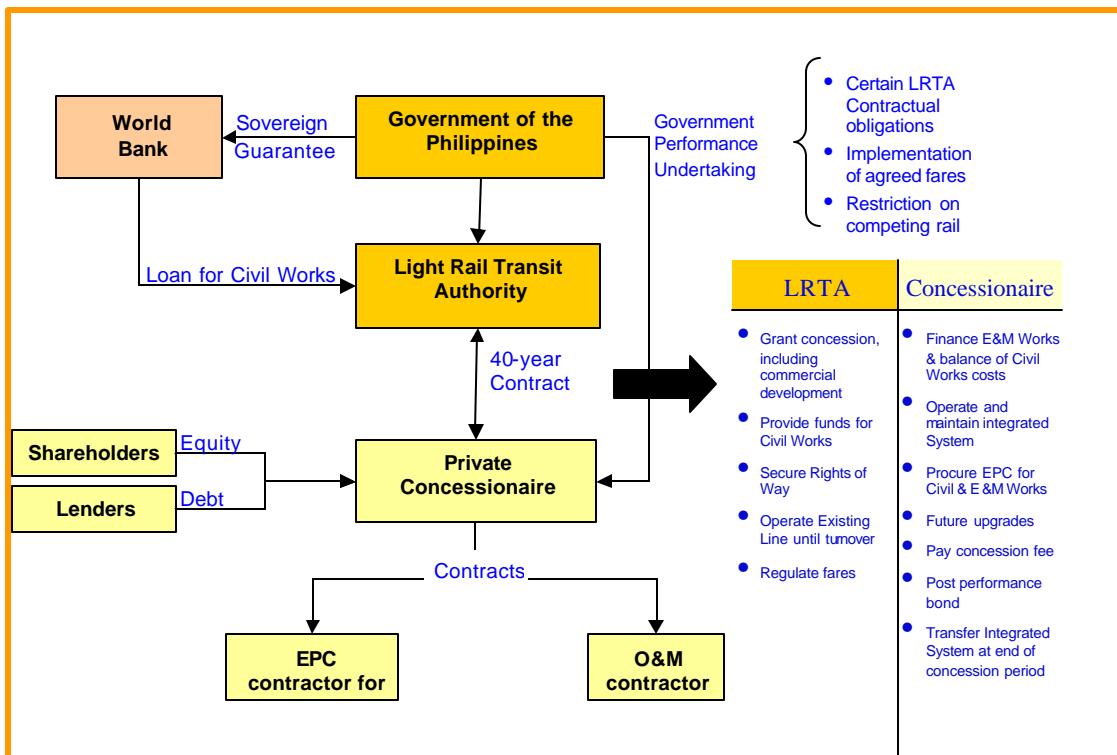 World
Bank
Sovereign
Guarantee
Government of the
Philippines
Government
Performance
Undertaking
• Certain LRTA
Contractual
obligations
• Implementation
of agreed fares
• Restriction on
competing rail
Loan for Civil Works
Light Rail Transit
Authority
40-year
Contract
Shareholders
Equity
Lenders
Debt
Private
Concessionaire
Contracts
EPC
contractor for
O&M
contractor
LRTA
• Grant concession,
including
commercial
development
• Provide funds for
Civil Works
• Secure Rights of
Way
• Operate Existing
Line until turnover
• Regulate fares
Concessionaire
• Finance E&M Works
& balance of Civil
Works costs
• Operate and
maintain integrated
System
• Procure EPC for
Civil & E &M Works
• Future upgrades
• Pay concession fee
• Post performance
bond
• Transfer Integrated
System at end of
concession period